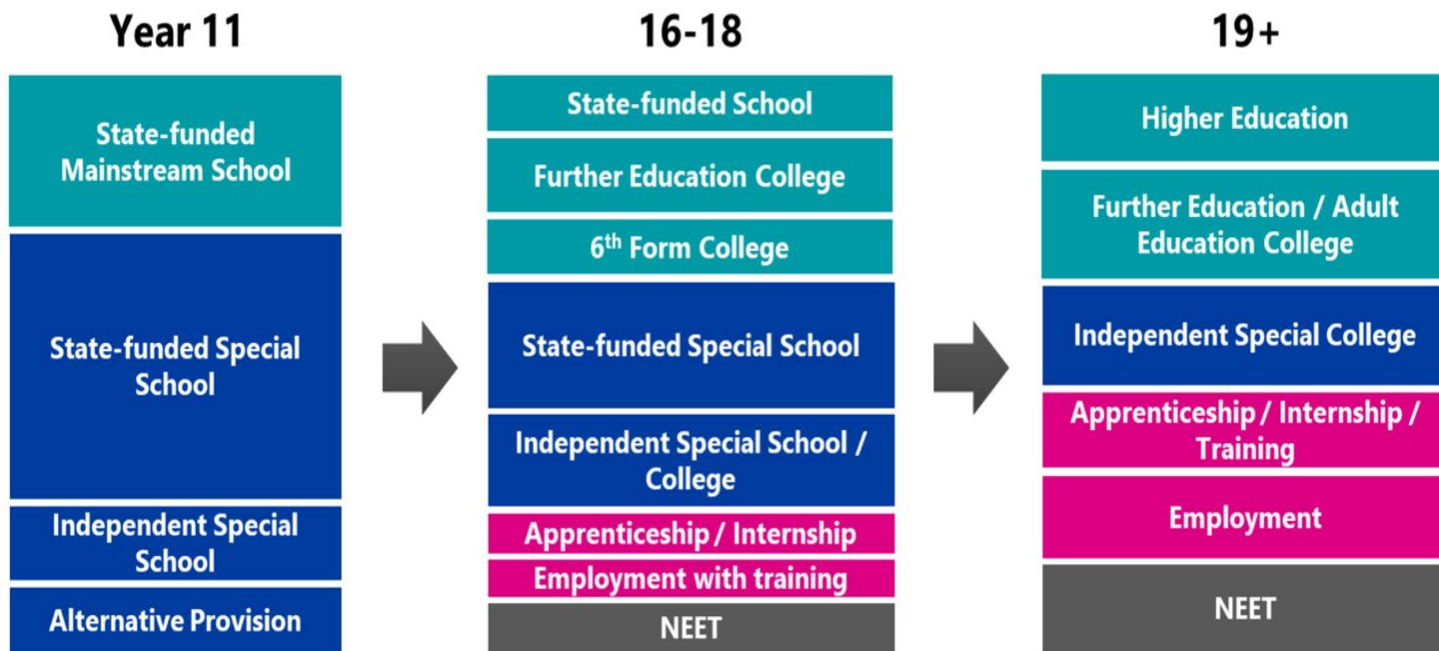 Year 11
State-funded
Mainstream School
State-funded Special
School
Independent Special
School
Alternative Provision
16-18
State-funded School
Further Education College
6th Form College
State-funded Special School
Independent Special School /
College
Apprenticeship / Internship
Employment with training
NEET
19+
Higher Education
Further Education / Adult
Education College
Independent Special College
Apprenticeship / Internship /
Training
Employment
NEET